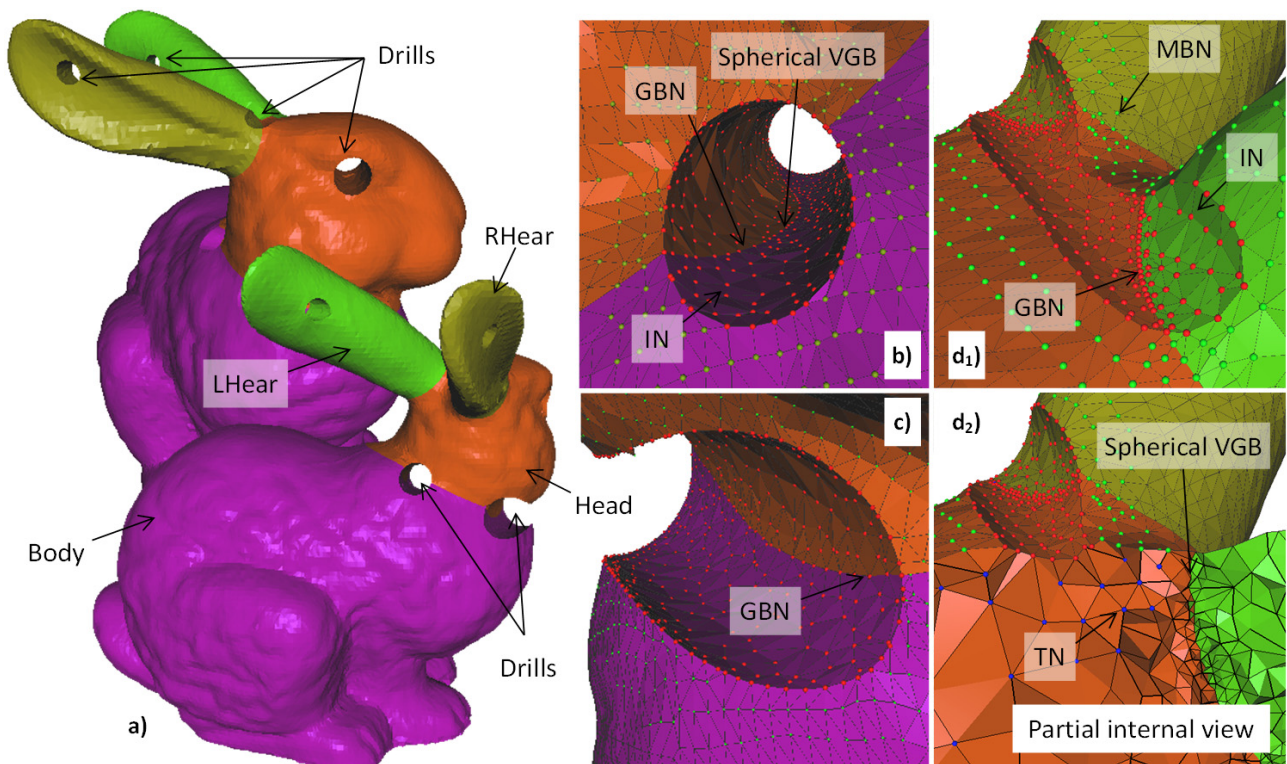 Drills
RHear
LHear
Head
Body
Drills
a)
Spherical VGB
GBN
IN
b)
c)
GBN
MBN
IN
GBN
d₁)
d₂)
Spherical VGB
TN
Partial internal view